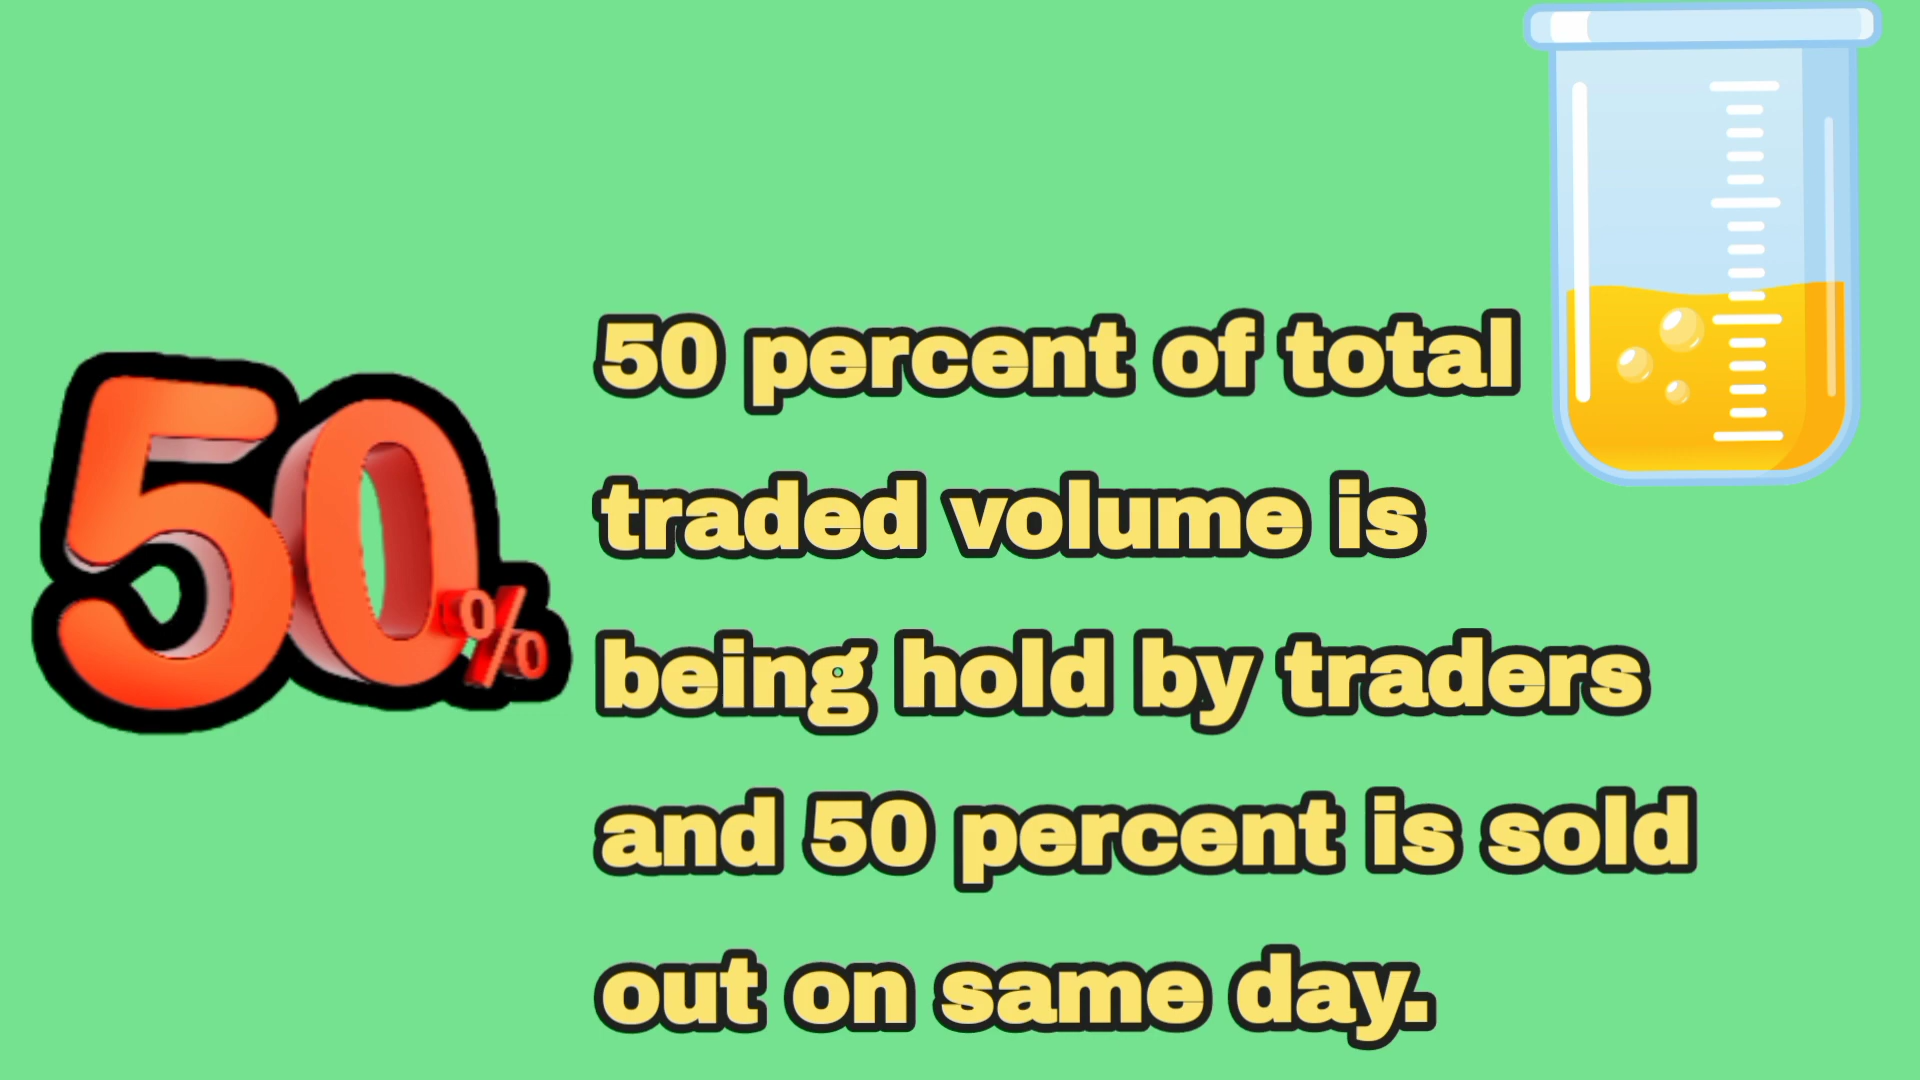 50%
50 percent of total
traded volume is
being hold by traders
and 50 percent is sold
out on same day.